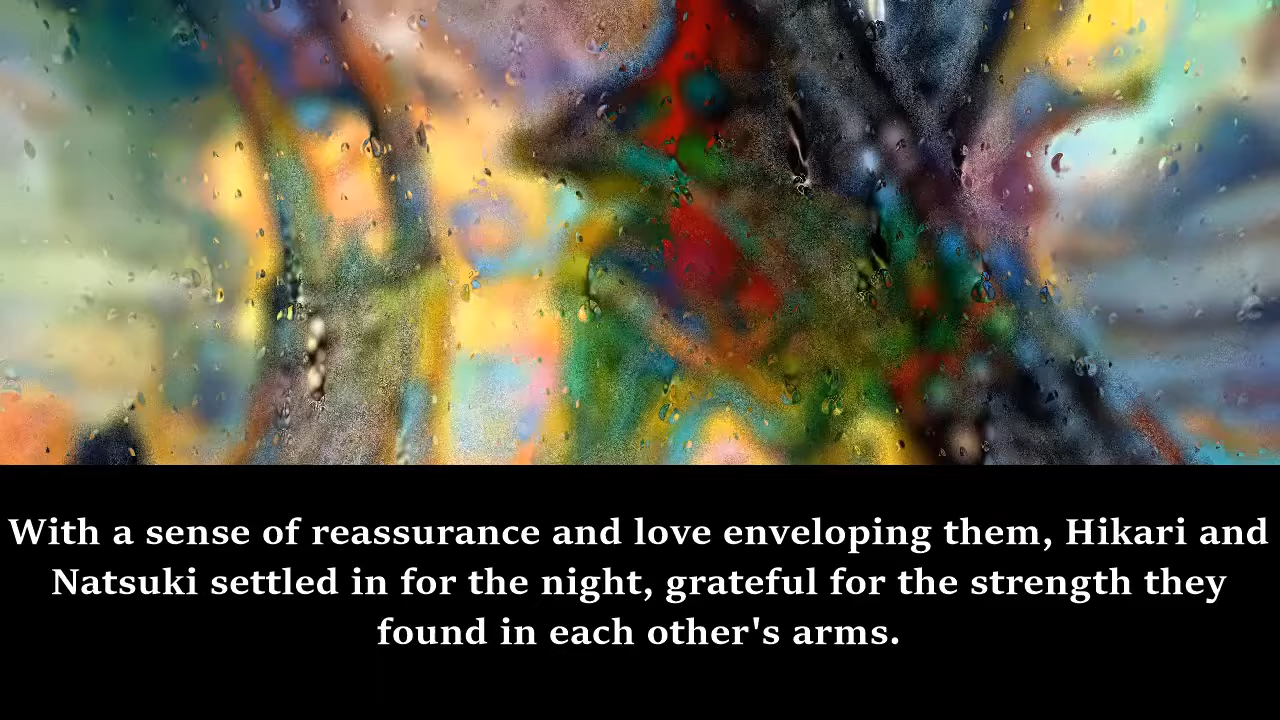 With a sense of reassurance and love enveloping them, Hikari and
Natsuki settled in for the night, grateful for the strength they
found in each other's arms.